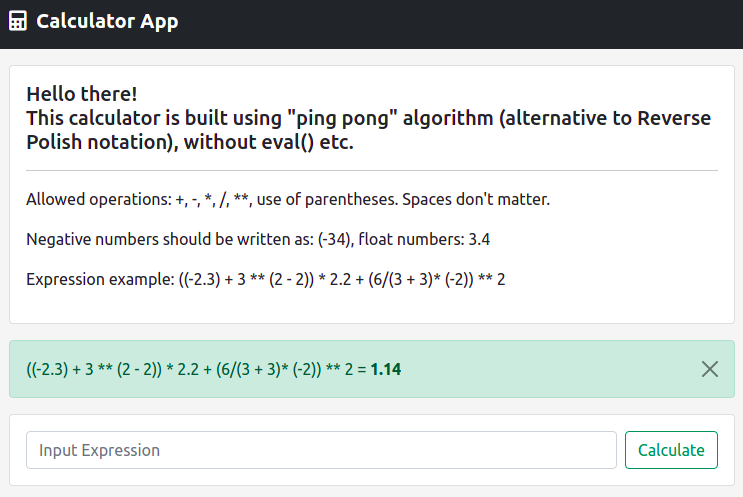 Calculator App
Hello there!
This calculator is built using "ping pong" algorithm (alternative to Reverse
Polish notation), without eval() etc.
Allowed operations: +, -, *, /, **, use of parentheses. Spaces don't matter.
Negative numbers should be written as: (-34), float numbers: 3.4
Expression example: ((-2.3) + 3 ** (2 - 2)) * 2.2 + (6/(3 + 3)* (-2)) ** 2
((-2.3) + 3 ** (2 - 2)) * 2.2 + (6/(3 + 3)* (-2)) ** 2 = 1.14
Input Expression
Calculate